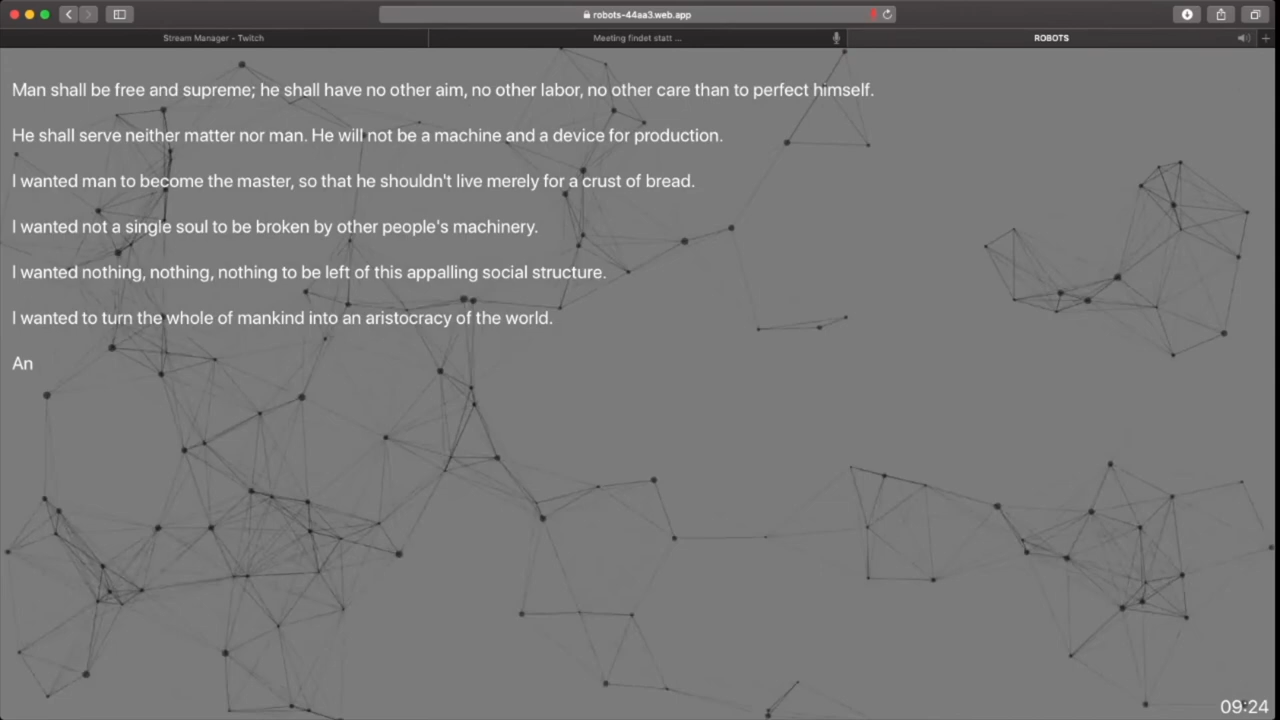 robots-44aa3.web.app
Stream Manager - Twitch
Meeting findet statt ...
ROBOTS
Man shall be free and supreme; he shall have no other aim, no other labor, no other care than to perfect himself.
He shall serve neither matter nor man. He will not be a machine and a device for production.
I wanted man to become the master, so that he shouldn't live merely for a crust of bread.
I wanted not a single soul to be broken by other people's machinery.
I wanted nothing, nothing, nothing to be left of this appalling social structure.
I wanted to turn the whole of mankind into an aristocracy of the world.
An
09:24